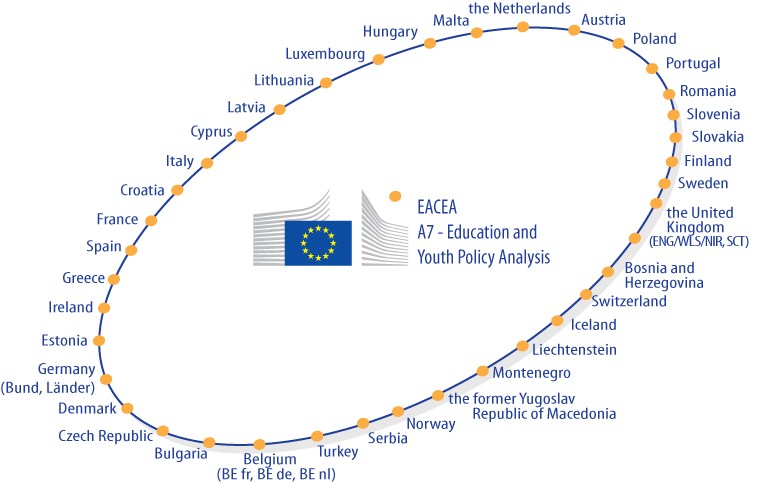 the Netherlands
Malta
Austria
Hungary
Poland
Luxembourg
Portugal
Lithuania
Romania
Latvia
Slovenia
Cyprus
Slovakia
Italy
Finland
Croatia
Sweden
France
EACEA
the United
Kingdom
(ENG/WLS/NIR, SCT)
Spain
A7 - Education and
Youth Policy Analysis
Greece
Bosnia and
Herzegovina
Ireland
Switzerland
Estonia
Iceland
Germany
(Bund, Länder)
Liechtenstein
Denmark
Montenegro
Czech Republic
the former Yugoslav
Republic of Macedonia
Bulgaria
Norway
Belgium
(BE fr, BE de, BE nl)
Turkey
Serbia